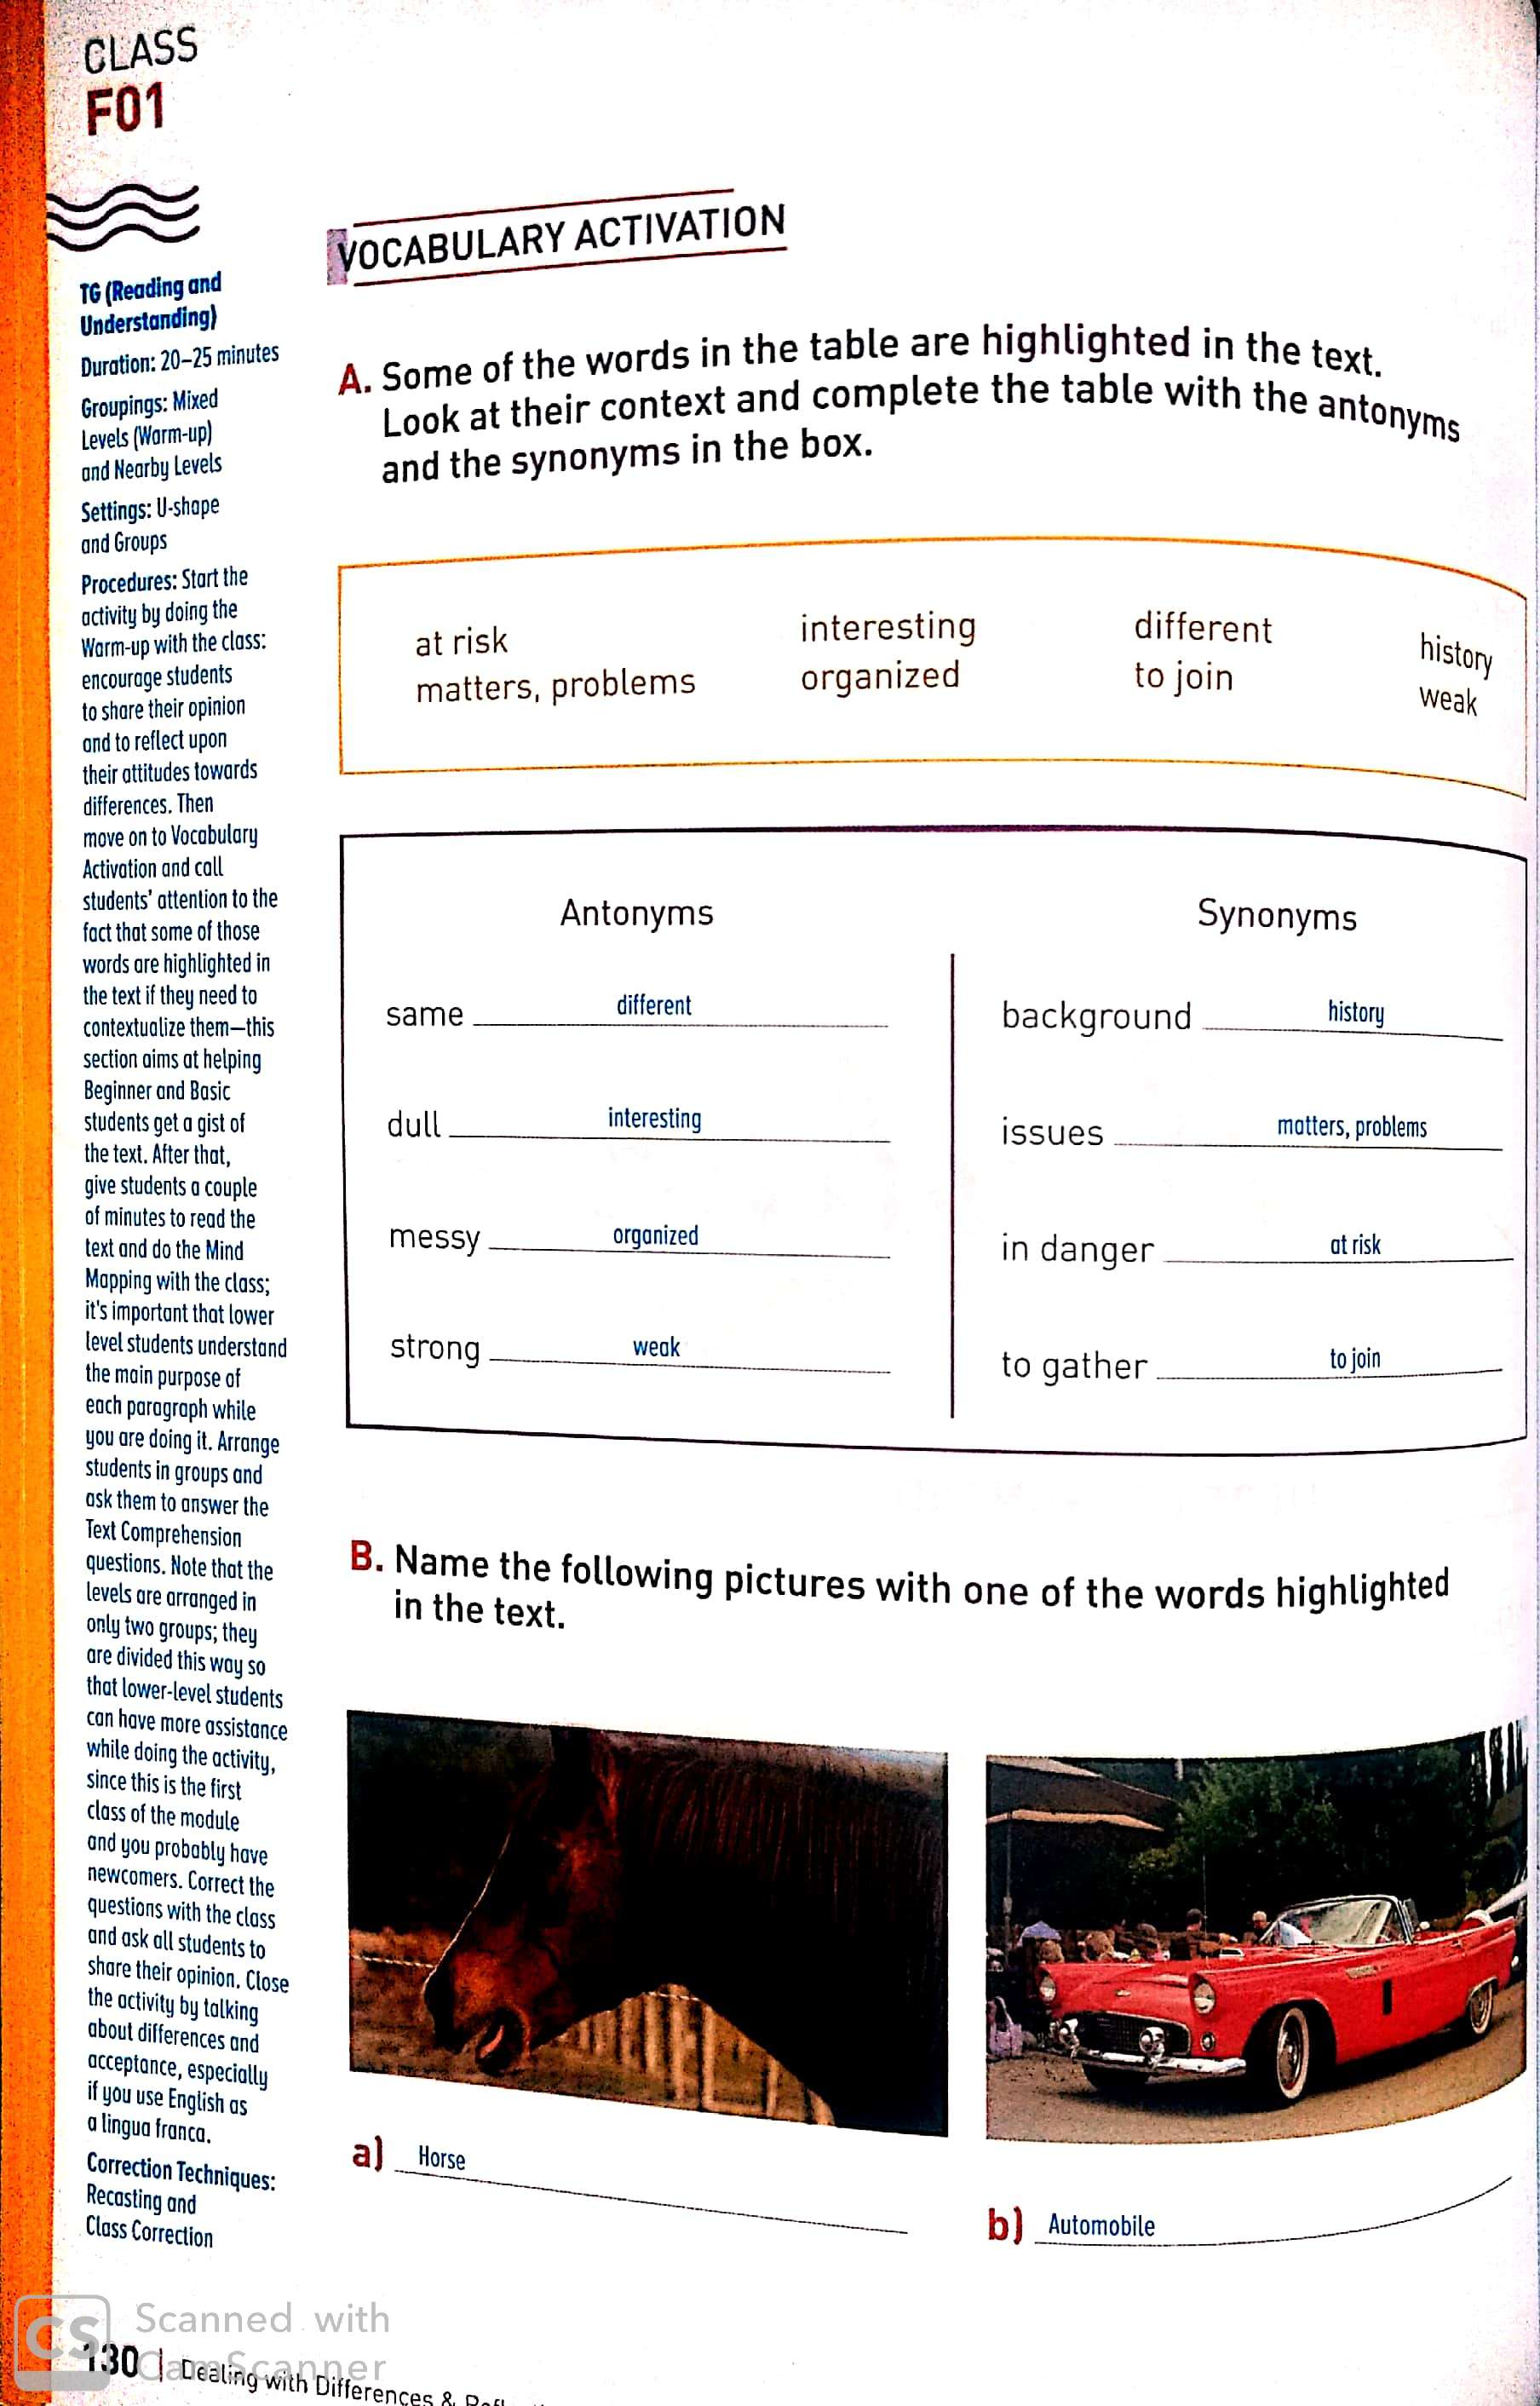 CLASS
F01
TG (Reading and
Understanding)
Duration: 20–25 minutes
Groupings: Mixed
Levels (Warm-up)
and Nearby Levels
Settings: U-shape
and Groups
Procedures: Start the
activity by doing the
Warm-up with the class:
encourage students
to share their opinion
and to reflect upon
their attitudes towards
differences. Then
move on to Vocabulary
Activation and call
students' attention to the
fact that some of those
words are highlighted in
the text if they need to
contextualize them—this
section aims at helping
Beginner and Basic
students get a gist of
the text. After that,
give students a couple
of minutes to read the
text and do the Mind
Mapping with the class;
it's important that lower
level students understand
the main purpose of
each paragraph while
you are doing it. Arrange
students in groups and
ask them to answer the
Text Comprehension
questions. Note that the
levels are arranged in
only two groups; they
are divided this way so
that lower-level students
can have more assistance
while doing the activity,
since this is the first
class of the module
and you probably have
newcomers. Correct the
questions with the class
and ask all students to
share their opinion. Close
the activity by talking
about differences and
acceptance, especially
if you use English as
a lingua franca.
Correction Techniques:
Recasting and
Class Correction
VOCABULARY ACTIVATION
A. Some of the words in the table are highlighted in the text.
Look at their context and complete the table with the antonyms
and the synonyms in the box.
at risk interesting different history
matters, problems organized to join weak
Antonyms Synonyms
same different background history
dull interesting issues matters, problems
messy organized in danger at risk
strong weak to gather to join
B. Name the following pictures with one of the words highlighted
in the text.
a) Horse
b) Automobile
CS Scanned with
CamScanner
130 | Dealing with Differences &